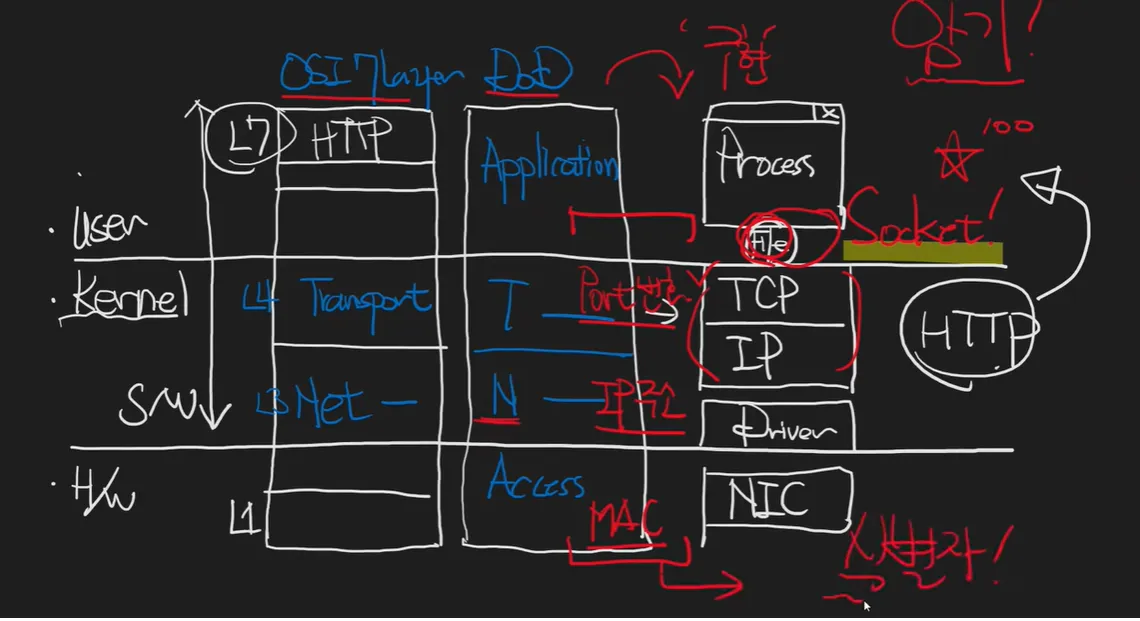 암기!
OSI 7 Layer DoD
구현
L7 HTTP
Application
Process
100
User
File
Socket!
Kernel
L4 Transport
T
Port번호
TCP
HTTP
IP
S/W
L3 Net
N
IP주소
Driver
H/W
Access
NIC
L1
MAC
식별자!